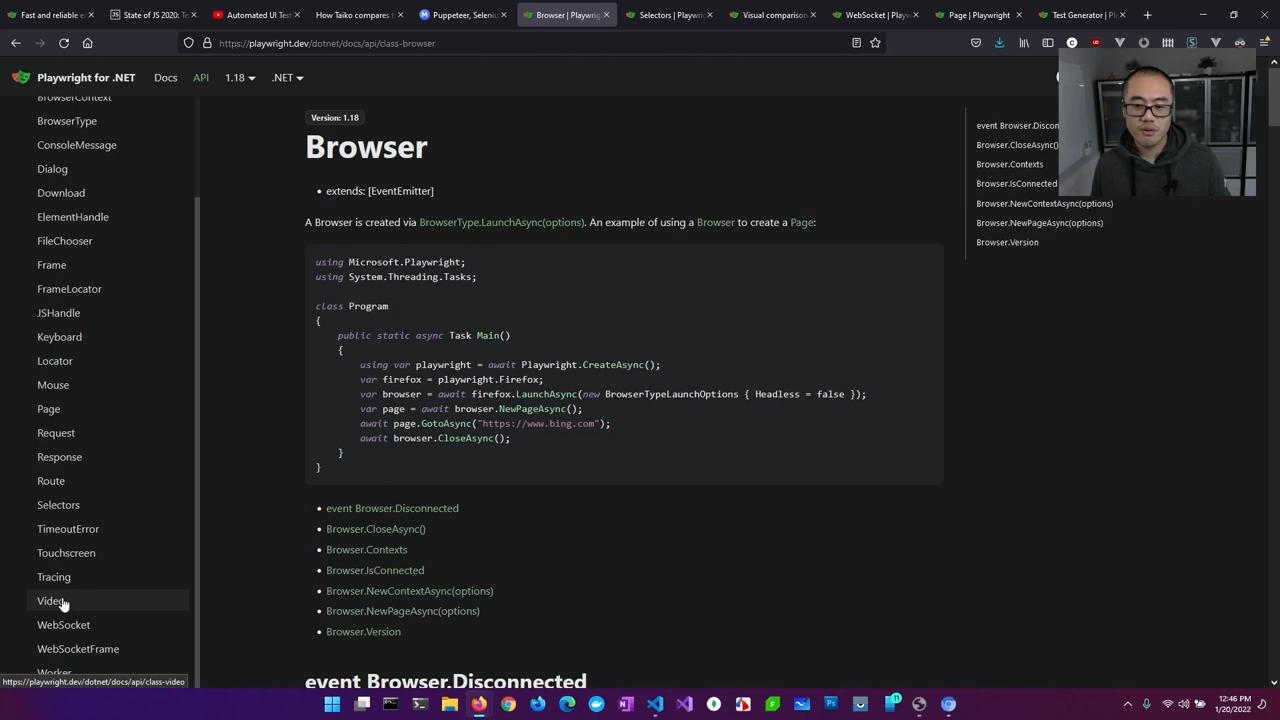 Fast and reliable e
State of JS 2020: Te
Automated UI Test
How Taiko compares t
Puppeteer, Seleniu
Browser | Playwrigh
Selectors | Playwrig
Visual comparison
WebSocket | Playw
Page | Playwright
Test Generator | Pl
https://playwright.dev/dotnet/docs/api/class-browser
Playwright for .NET
Docs
API
1.18
.NET
BrowserContext
BrowserType
ConsoleMessage
Dialog
Download
ElementHandle
FileChooser
Frame
FrameLocator
JSHandle
Keyboard
Locator
Mouse
Page
Request
Response
Route
Selectors
TimeoutError
Touchscreen
Tracing
Video
WebSocket
WebSocketFrame
Worker
https://playwright.dev/dotnet/docs/api/class-video
Version: 1.18
Browser
• extends: [EventEmitter]
A Browser is created via BrowserType.LaunchAsync(options). An example of using a Browser to create a Page:
using Microsoft.Playwright;
using System.Threading.Tasks;
class Program
{
public static async Task Main()
{
using var playwright = await Playwright.CreateAsync();
var firefox = playwright.Firefox;
var browser = await firefox.LaunchAsync(new BrowserTypeLaunchOptions { Headless = false });
var page = await browser.NewPageAsync();
await page.GotoAsync("https://www.bing.com");
await browser.CloseAsync();
}
}
• event Browser.Disconnected
• Browser.CloseAsync()
• Browser.Contexts
• Browser.IsConnected
• Browser.NewContextAsync(options)
• Browser.NewPageAsync(options)
• Browser.Version
event Browser.Disconnected
event Browser.Discon
Browser.CloseAsync()
Browser.Contexts
Browser.IsConnected
Browser.NewContextAsync(options)
Browser.NewPageAsync(options)
Browser.Version
11
12:46 PM
1/20/2022